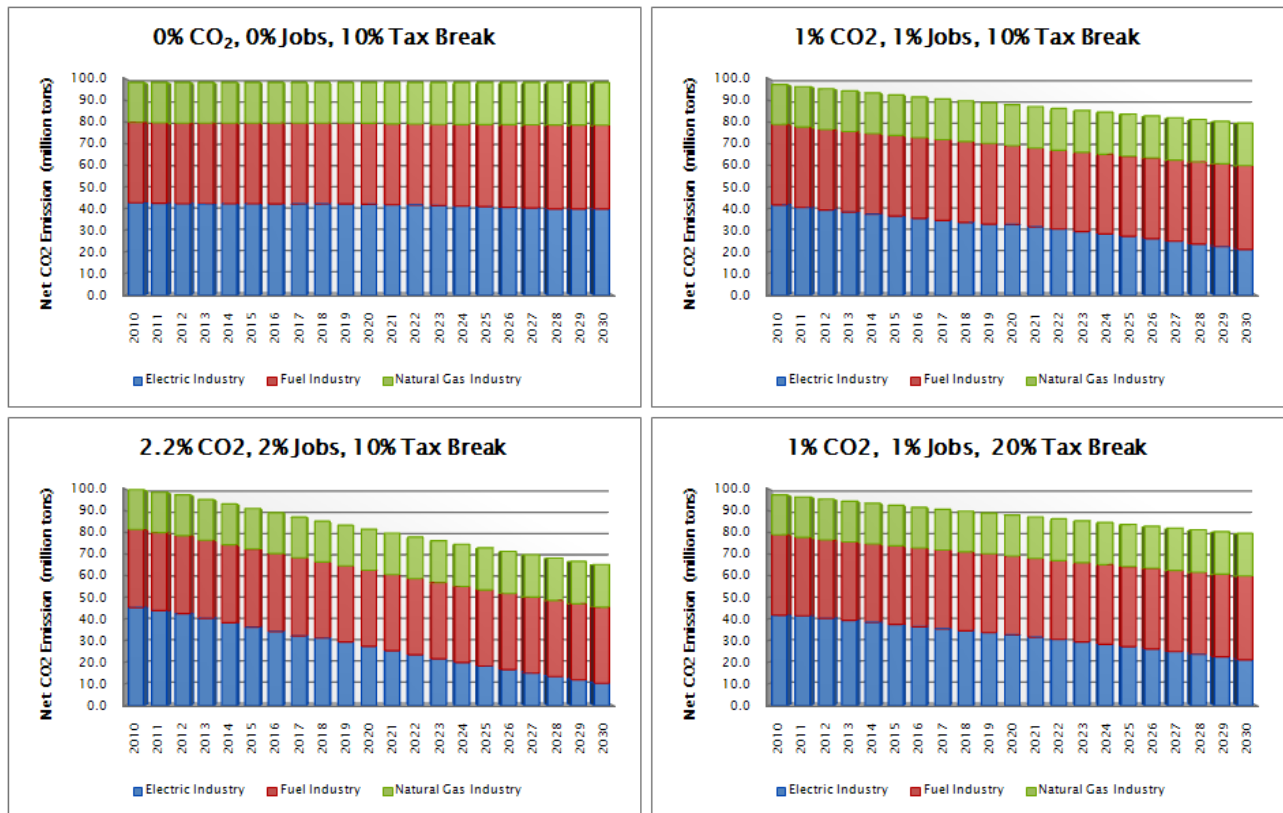 0% CO₂, 0% Jobs, 10% Tax Break
Net CO2 Emission (million tons)
100.0
90.0
80.0
70.0
60.0
50.0
40.0
30.0
20.0
10.0
0.0
2010 2011 2012 2013 2014 2015 2016 2017 2018 2019 2020 2021 2022 2023 2024 2025 2026 2027 2028 2029 2030
Electric Industry Fuel Industry Natural Gas Industry
1% CO2, 1% Jobs, 10% Tax Break
Net CO2 Emission (million tons)
100.0
90.0
80.0
70.0
60.0
50.0
40.0
30.0
20.0
10.0
0.0
2010 2011 2012 2013 2014 2015 2016 2017 2018 2019 2020 2021 2022 2023 2024 2025 2026 2027 2028 2029 2030
Electric Industry Fuel Industry Natural Gas Industry
2.2% CO2, 2% Jobs, 10% Tax Break
Net CO2 Emission (million tons)
100.0
90.0
80.0
70.0
60.0
50.0
40.0
30.0
20.0
10.0
0.0
2010 2011 2012 2013 2014 2015 2016 2017 2018 2019 2020 2021 2022 2023 2024 2025 2026 2027 2028 2029 2030
Electric Industry Fuel Industry Natural Gas Industry
1% CO2, 1% Jobs, 20% Tax Break
Net CO2 Emission (million tons)
100.0
90.0
80.0
70.0
60.0
50.0
40.0
30.0
20.0
10.0
0.0
2010 2011 2012 2013 2014 2015 2016 2017 2018 2019 2020 2021 2022 2023 2024 2025 2026 2027 2028 2029 2030
Electric Industry Fuel Industry Natural Gas Industry